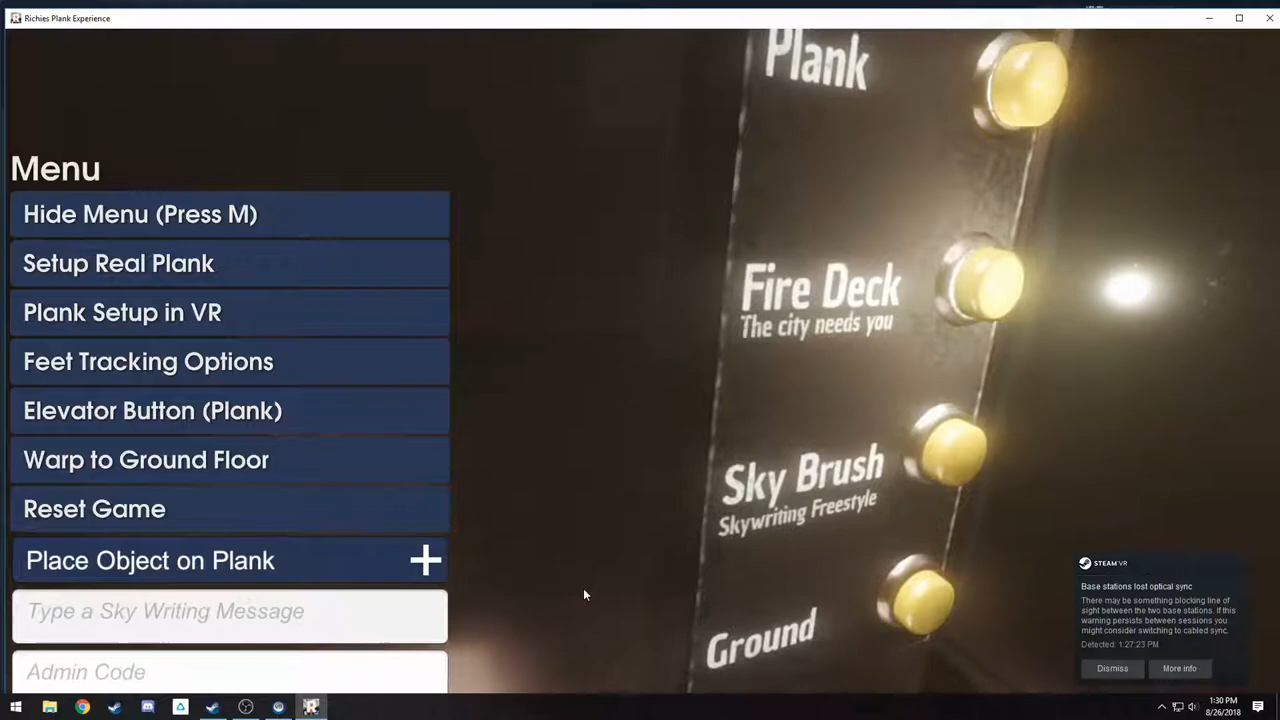 Richies Plank Experience
Menu
Hide Menu (Press M)
Setup Real Plank
Plank Setup in VR
Feet Tracking Options
Elevator Button (Plank)
Warp to Ground Floor
Reset Game
Place Object on Plank
Type a Sky Writing Message
Admin Code
Plank
Fire Deck
The city needs you
Sky Brush
Skywriting Freestyle
Ground
STEAMVR
Base stations lost optical sync
There may be something blocking line of
sight between the two base stations. If this
warning persists between sessions you
might consider switching to cabled sync.
Detected: 1:27:23 PM
Dismiss
More info
1:30 PM
8/26/2018